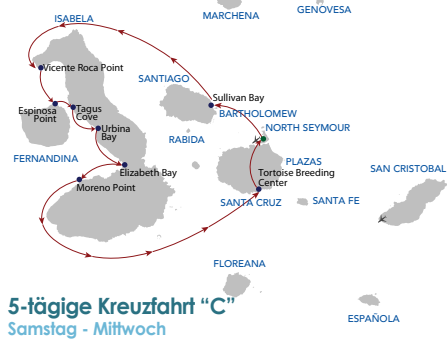 GENOVESA
MARCHENA
ISABELA
Vicente Roca Point
SANTIAGO
Sullivan Bay
Espinosa
Point
Tagus
Cove
BARTHOLOMEW
NORTH SEYMOUR
Urbina
Bay
RABIDA
FERNANDINA
Elizabeth Bay
PLAZAS
SAN CRISTOBAL
Tortoise Breeding
Center
Moreno Point
SANTA CRUZ
SANTA FE
FLOREANA
5-tägige Kreuzfahrt “C”
ESPAÑOLA
Samstag - Mittwoch